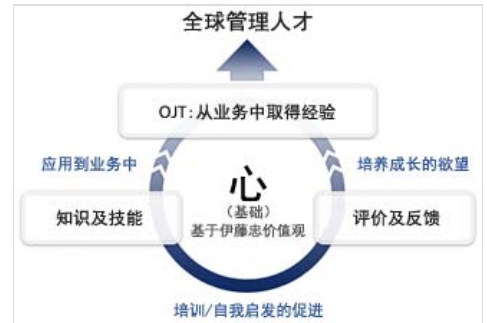 全球管理人才
OJT:从业务中取得经验
应用到业务中
培养成长的欲望
心
(基础)
基于伊藤忠价值观
知识及技能
评价及反馈
培训/自我启发的促进